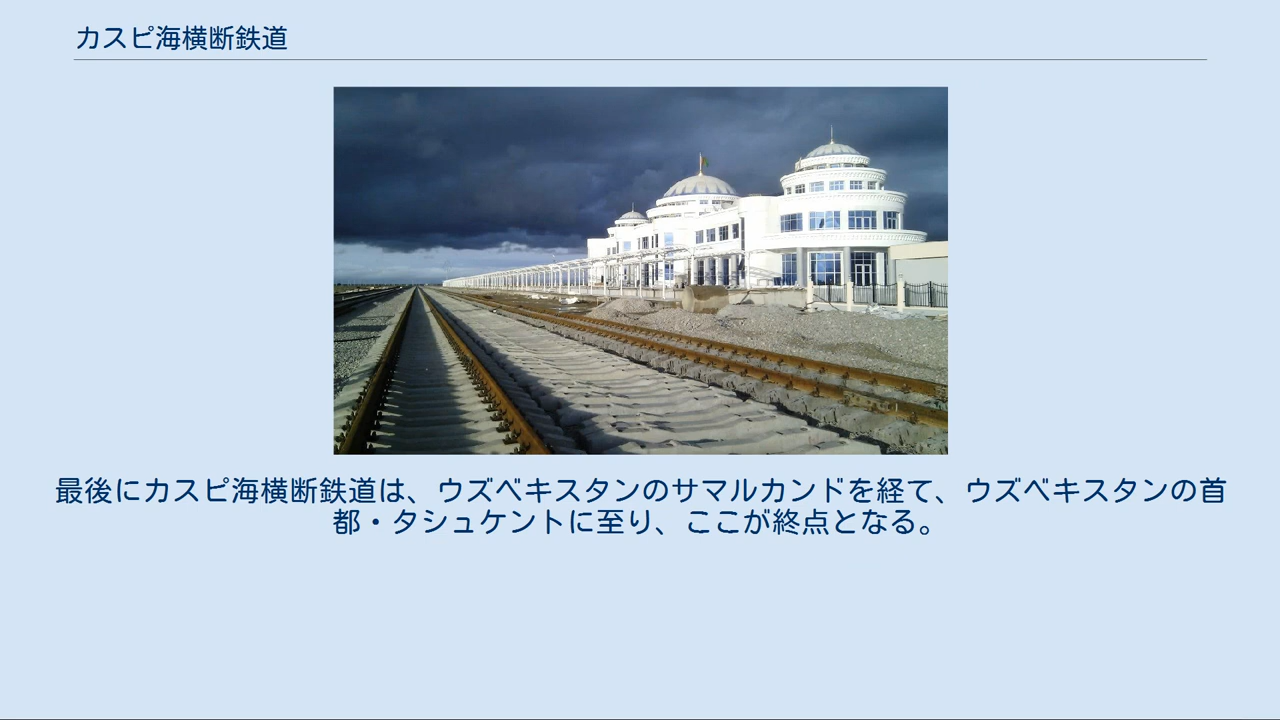 カスピ海横断鉄道
最後にカスピ海横断鉄道は、ウズベキスタンのサマルカンドを経て、ウズベキスタンの首
都・タシュケントに至り、ここが終点となる。